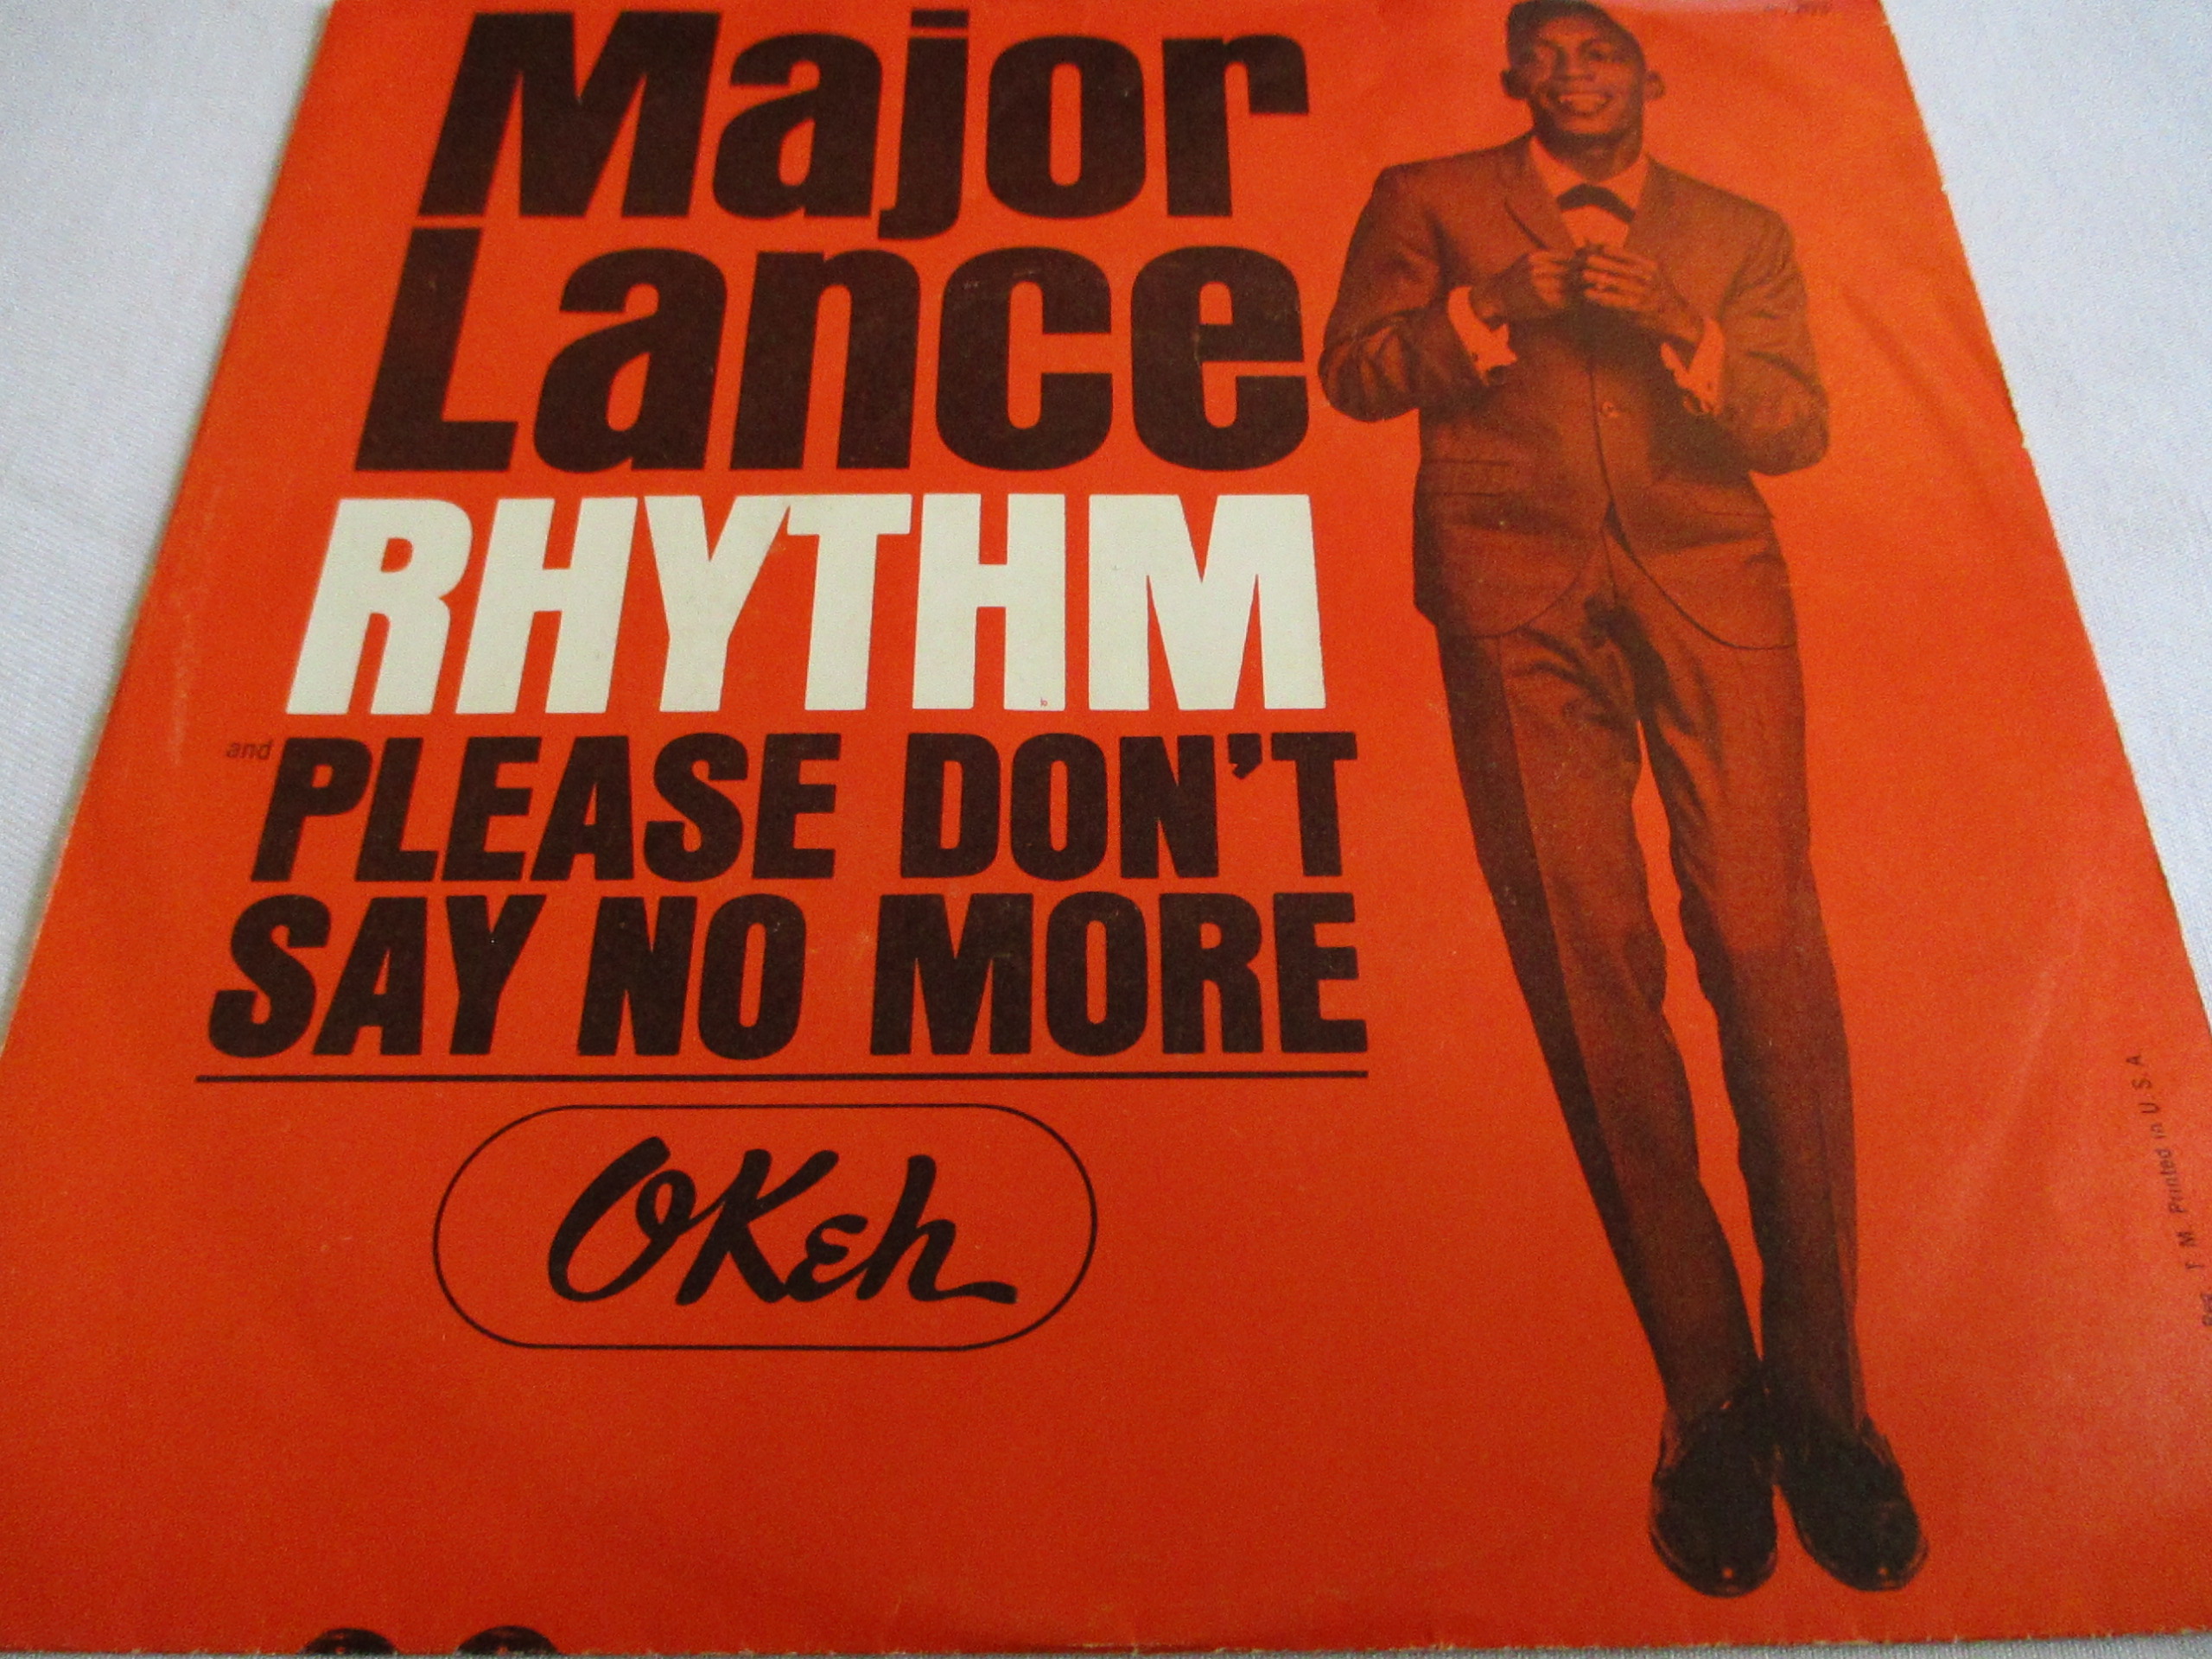 Major
Lance
RHYTHM
and PLEASE DON'T
SAY NO MORE
OKeh
Printed in U.S.A.